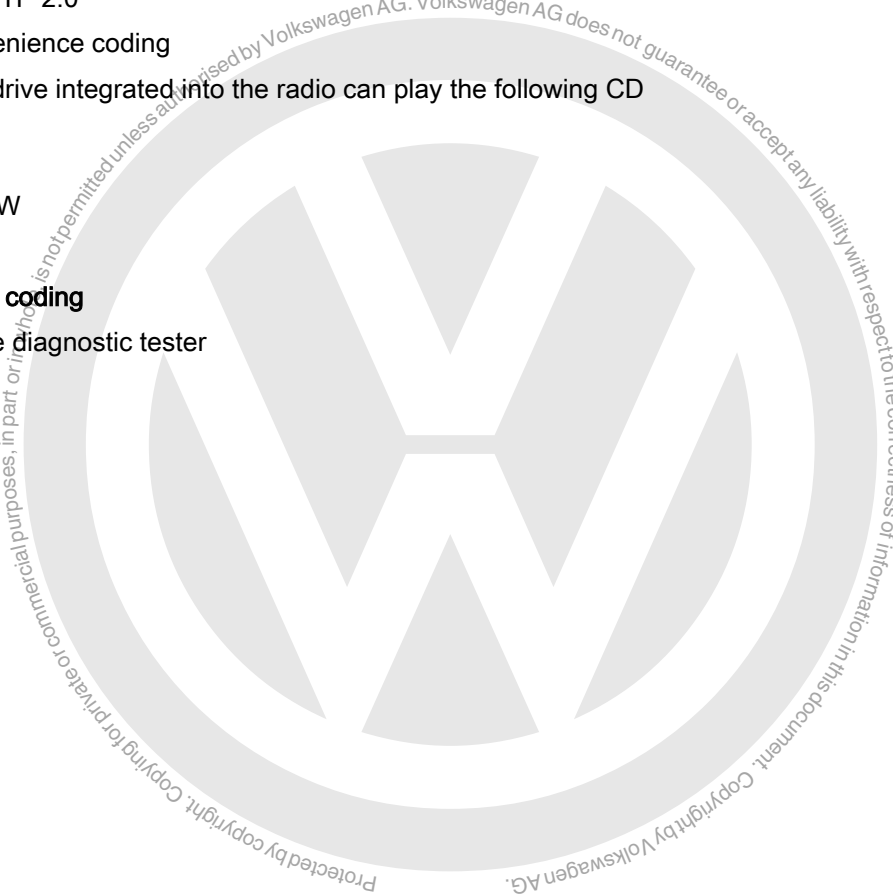 2.0
enience coding
drive integrated into the radio can play the following CD
W
coding
e diagnostic tester
Protected by copyright. Copying for private or commercial purposes, in part or in whole, is not permitted unless authorised by Volkswagen AG. Volkswagen AG does not guarantee or accept any liability with respect to the correctness of information in this document. Copyright by Volkswagen AG.